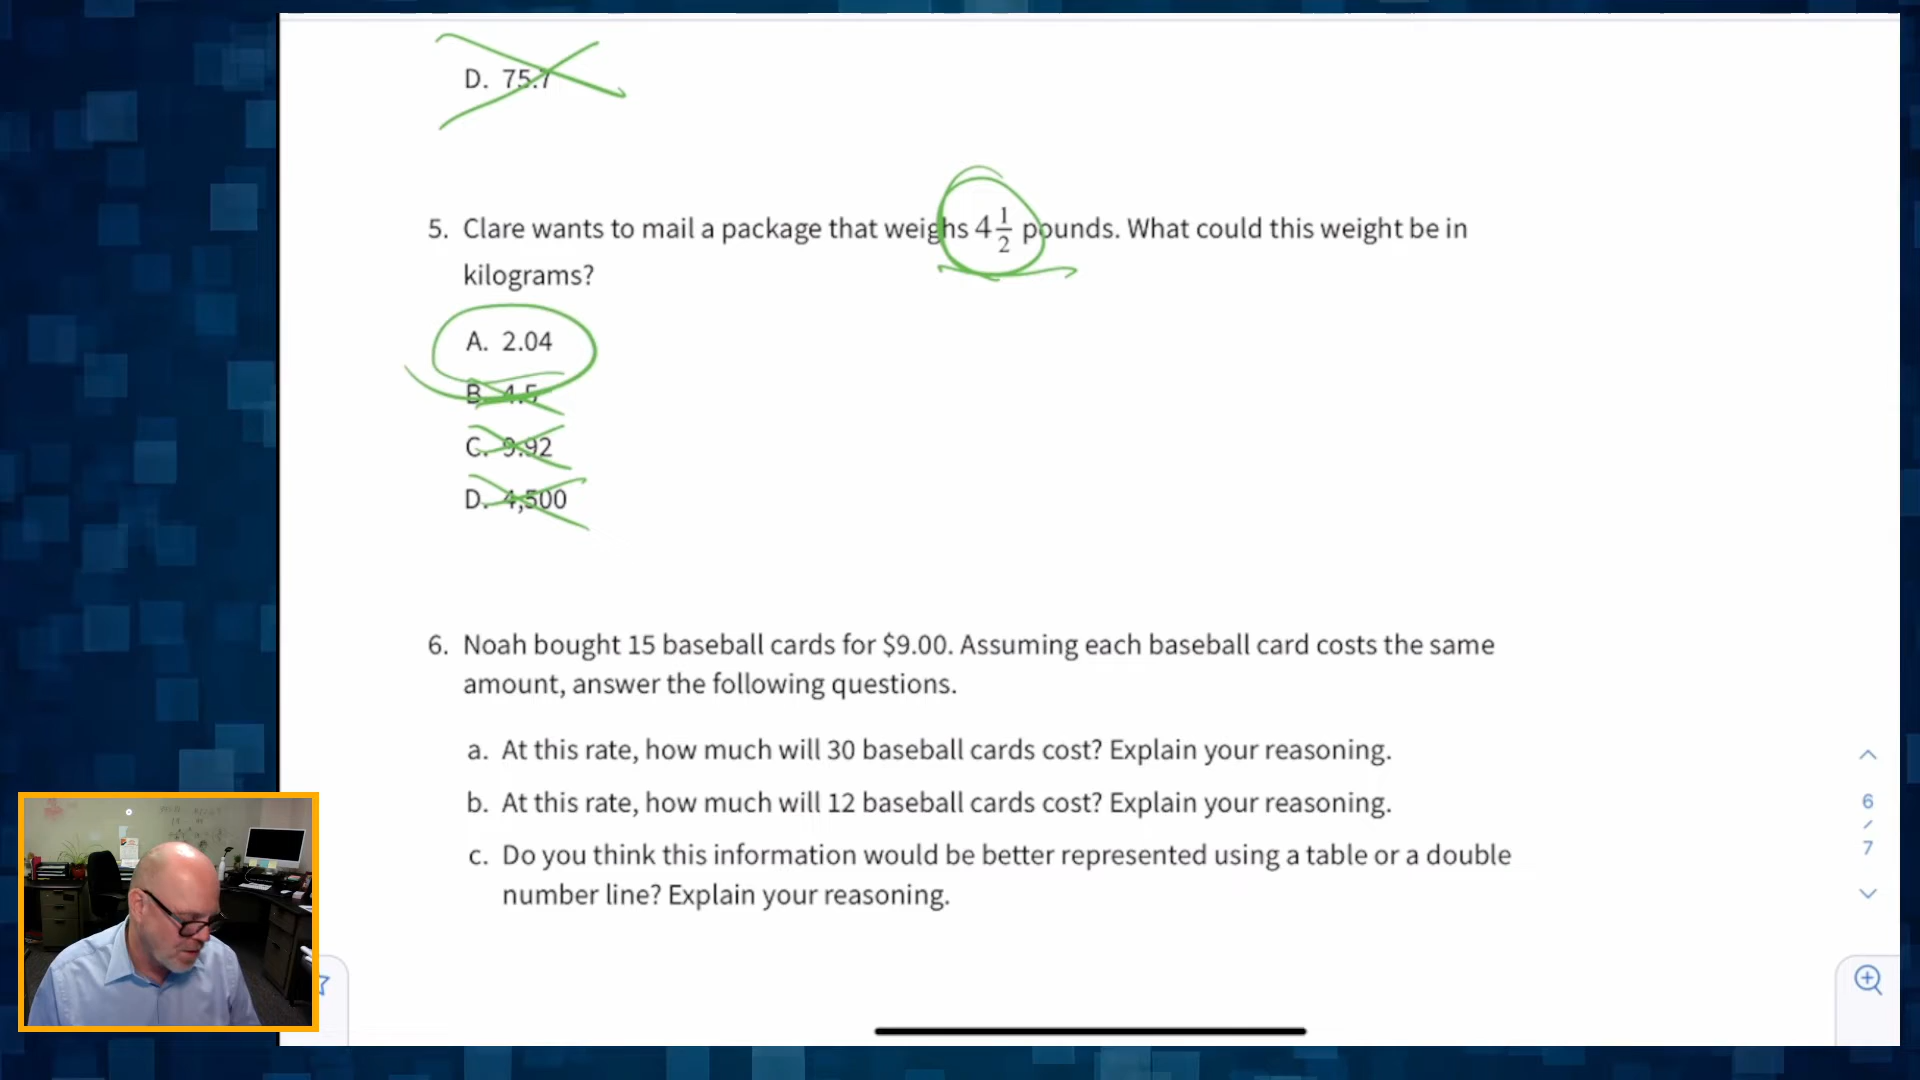 D. 75.7
5. Clare wants to mail a package that weighs 4 1/2 pounds. What could this weight be in
kilograms?
A. 2.04
B. 4.5
C. 9.92
D. 4,500
6. Noah bought 15 baseball cards for $9.00. Assuming each baseball card costs the same
amount, answer the following questions.
a. At this rate, how much will 30 baseball cards cost? Explain your reasoning.
b. At this rate, how much will 12 baseball cards cost? Explain your reasoning.
c. Do you think this information would be better represented using a table or a double
number line? Explain your reasoning.
6
/
7